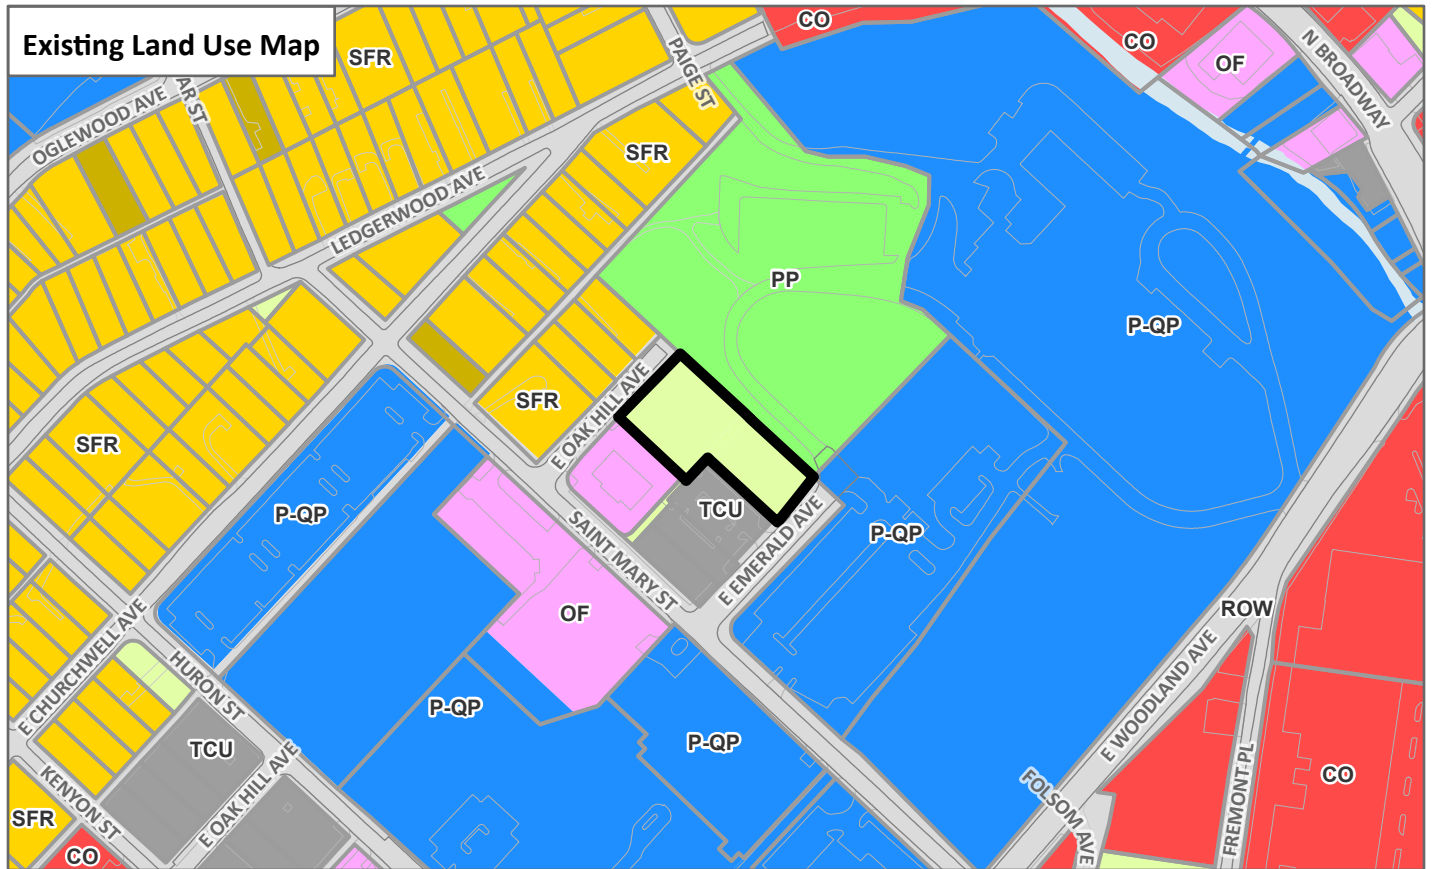 Existing Land Use Map
SFR
CO
CO
OF
N BROADWAY
PAIGE ST
AR ST
OGLEWOOD AVE
SFR
LEDGERWOOD AVE
PP
P-QP
SFR
E OAK HILL AVE
SFR
P-QP
TCU
P-QP
SAINT MARY ST
E EMERALD AVE
OF
ROW
E CHURCHWELL AVE
HURON ST
E WOODLAND AVE
P-QP
P-QP
TCU
E OAK HILL AVE
KENYON ST
FOLSOM AVE
FREMONT PL
CO
SFR
CO